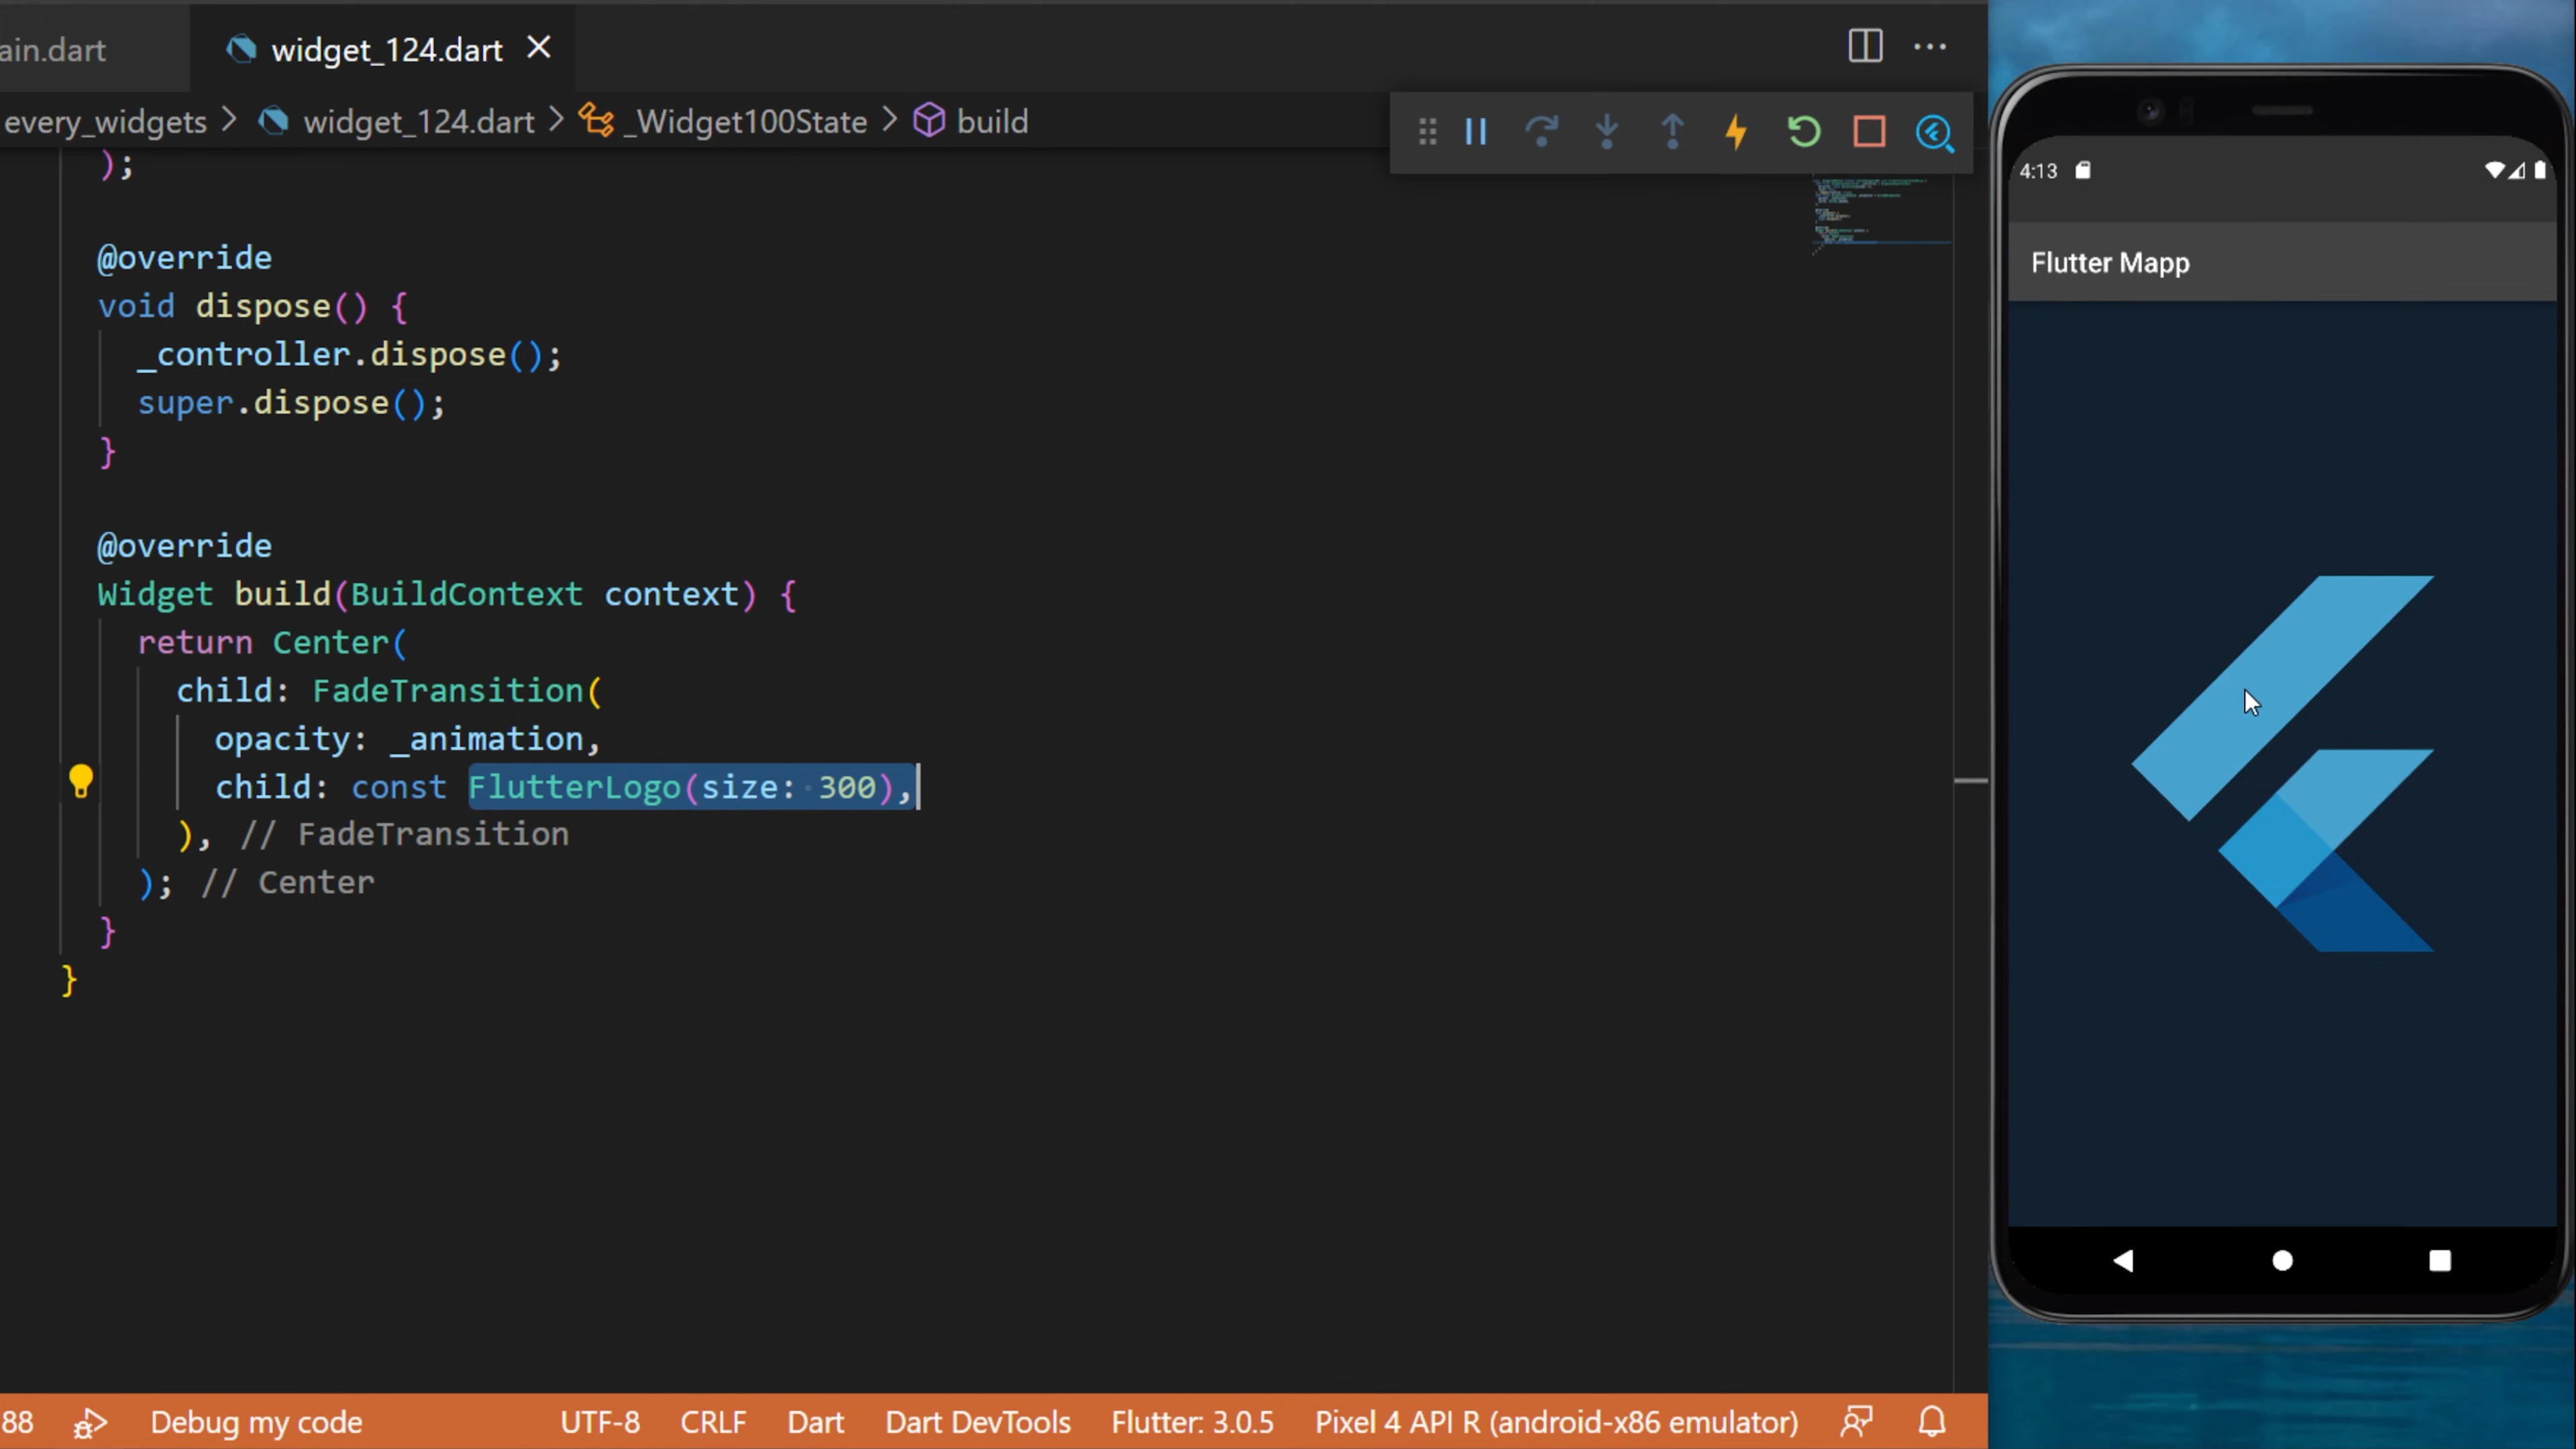 ain.dart
widget_124.dart
every_widgets > widget_124.dart > _Widget100State > build
);
@override
void dispose() {
_controller.dispose();
super.dispose();
}
@override
Widget build(BuildContext context) {
return Center(
child: FadeTransition(
opacity: _animation,
child: const FlutterLogo(size: 300),
), // FadeTransition
); // Center
}
}
88 Debug my code UTF-8 CRLF Dart Dart DevTools Flutter: 3.0.5 Pixel 4 API R (android-x86 emulator)
4:13
Flutter Mapp